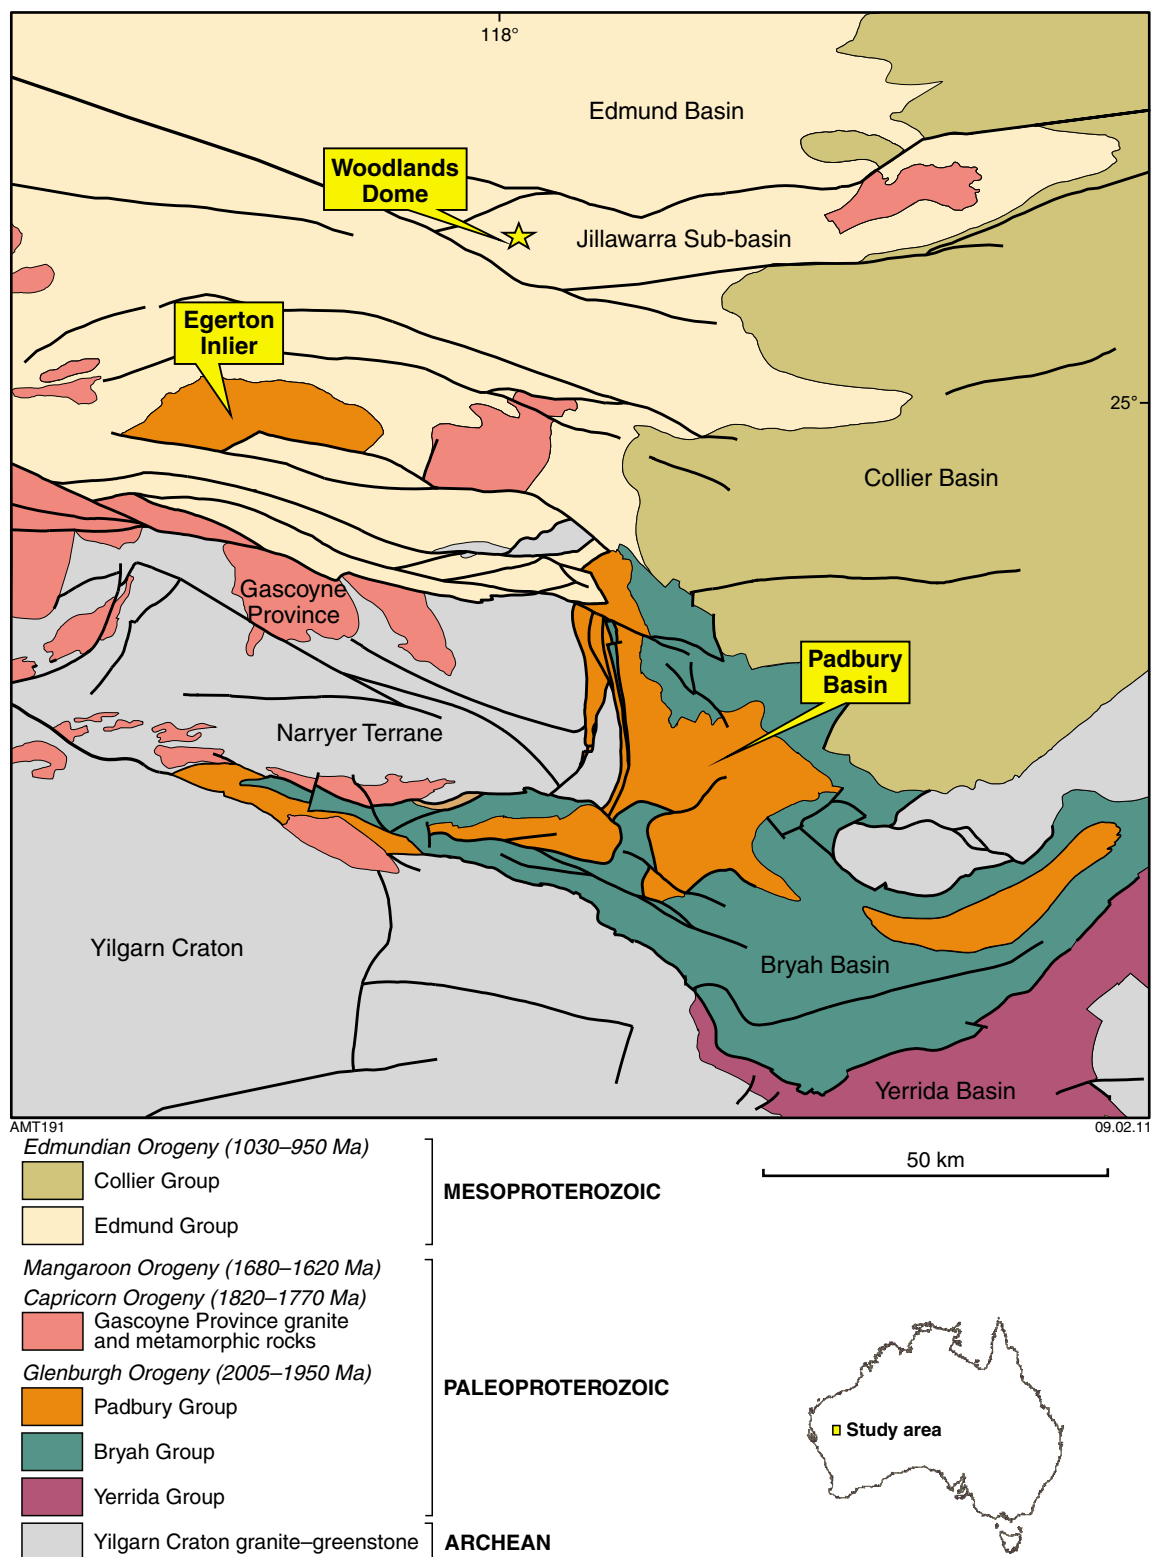 118°
Edmund Basin
Woodlands
Dome
Jillawarra Sub-basin
Egerton
Inlier
25°
Collier Basin
Gascoyne
Province
Padbury
Basin
Narryer Terrane
Yilgarn Craton
Bryah Basin
Yerrida Basin
AMT191
09.02.11
Edmundian Orogeny (1030–950 Ma)
Collier Group
Edmund Group
MESOPROTEROZOIC
50 km
Mangaroon Orogeny (1680–1620 Ma)
Capricorn Orogeny (1820–1770 Ma)
Gascoyne Province granite
and metamorphic rocks
Glenburgh Orogeny (2005–1950 Ma)
PALEOPROTEROZOIC
Padbury Group
Bryah Group
Yerrida Group
Study area
Yilgarn Craton granite–greenstone
ARCHEAN